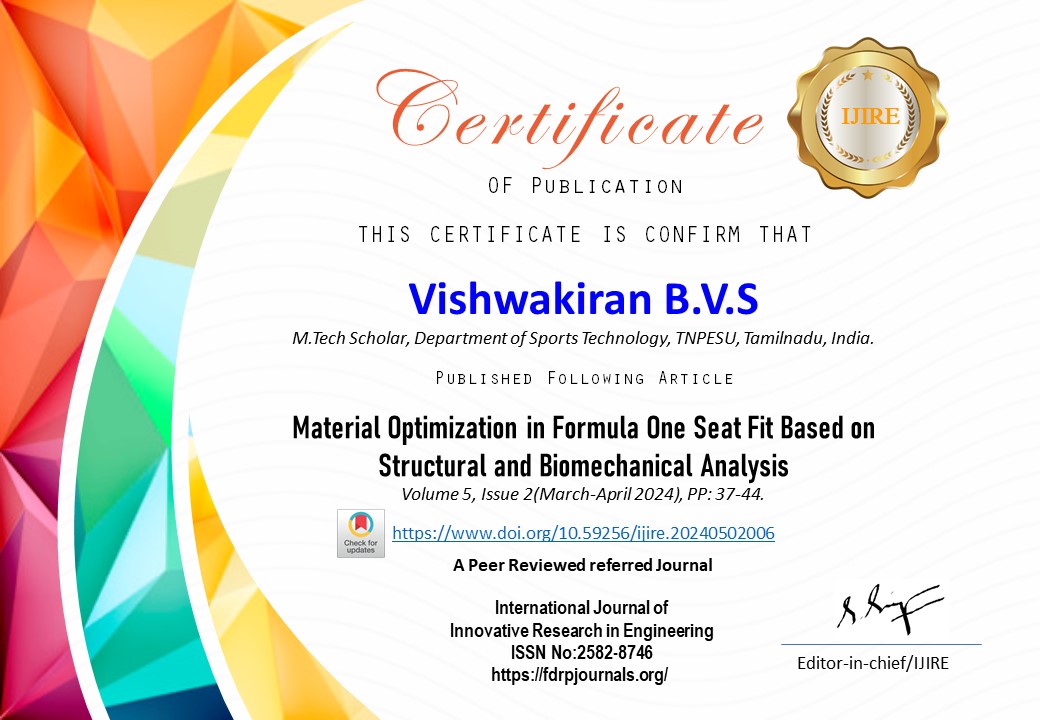 Certificate
IJIRE
OF PUBLICATION
THIS CERTIFICATE IS CONFIRM THAT
Vishwakiran B.V.S
M.Tech Scholar, Department of Sports Technology, TNPESU, Tamilnadu, India.
PUBLISHED FOLLOWING ARTICLE
Material Optimization in Formula One Seat Fit Based on
Structural and Biomechanical Analysis
Volume 5, Issue 2(March-April 2024), PP: 37-44.
Check for
updates
https://www.doi.org/10.59256/ijire.20240502006
A Peer Reviewed referred Journal
International Journal of
Innovative Research in Engineering
ISSN No:2582-8746
https://fdrpjournals.org/
Editor-in-chief/IJIRE